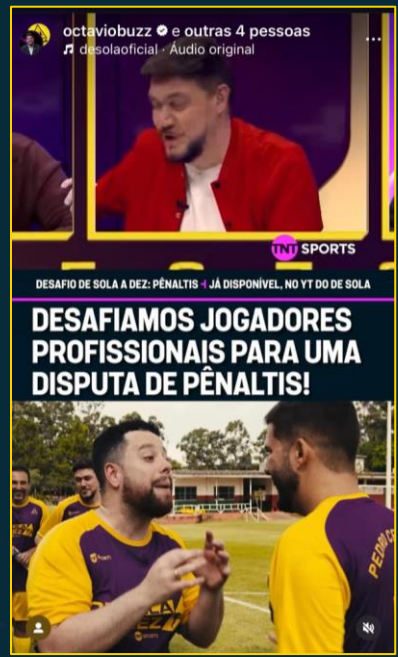 octaviobuzz e outras 4 pessoas
desolaoficial · Áudio original
TNT SPORTS
DESAFIO DE SOLA A DEZ: PÊNALTIS JÁ DISPONÍVEL, NO YT DO DE SOLA
DESAFIAMOS JOGADORES
PROFISSIONAIS PARA UMA
DISPUTA DE PÊNALTIS!